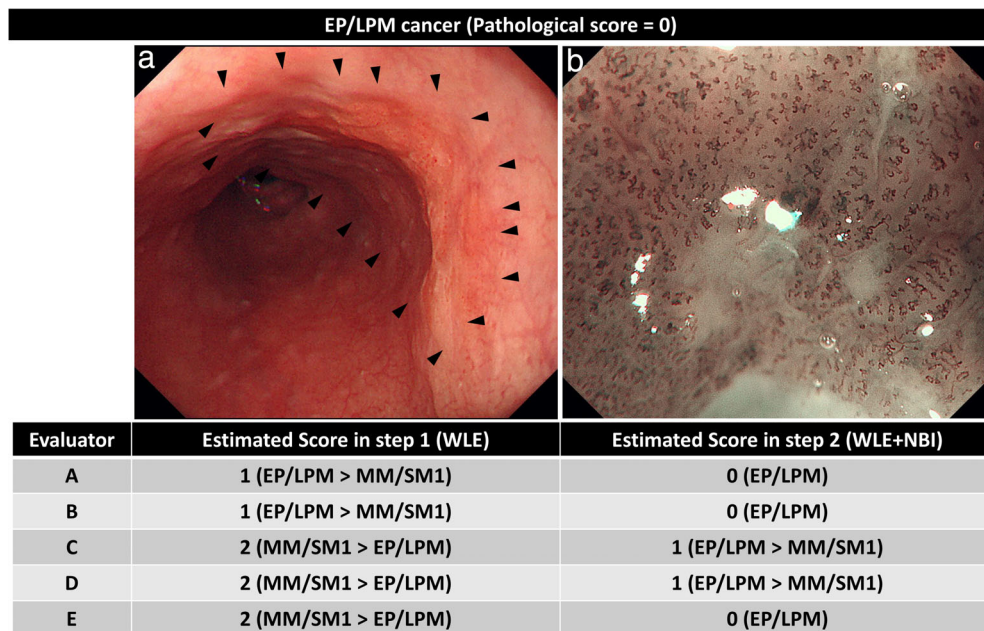 EP/LPM cancer (Pathological score = 0)
a b
Evaluator Estimated Score in step 1 (WLE) Estimated Score in step 2 (WLE+NBI)
A 1 (EP/LPM > MM/SM1) 0 (EP/LPM)
B 1 (EP/LPM > MM/SM1) 0 (EP/LPM)
C 2 (MM/SM1 > EP/LPM) 1 (EP/LPM > MM/SM1)
D 2 (MM/SM1 > EP/LPM) 1 (EP/LPM > MM/SM1)
E 2 (MM/SM1 > EP/LPM) 0 (EP/LPM)